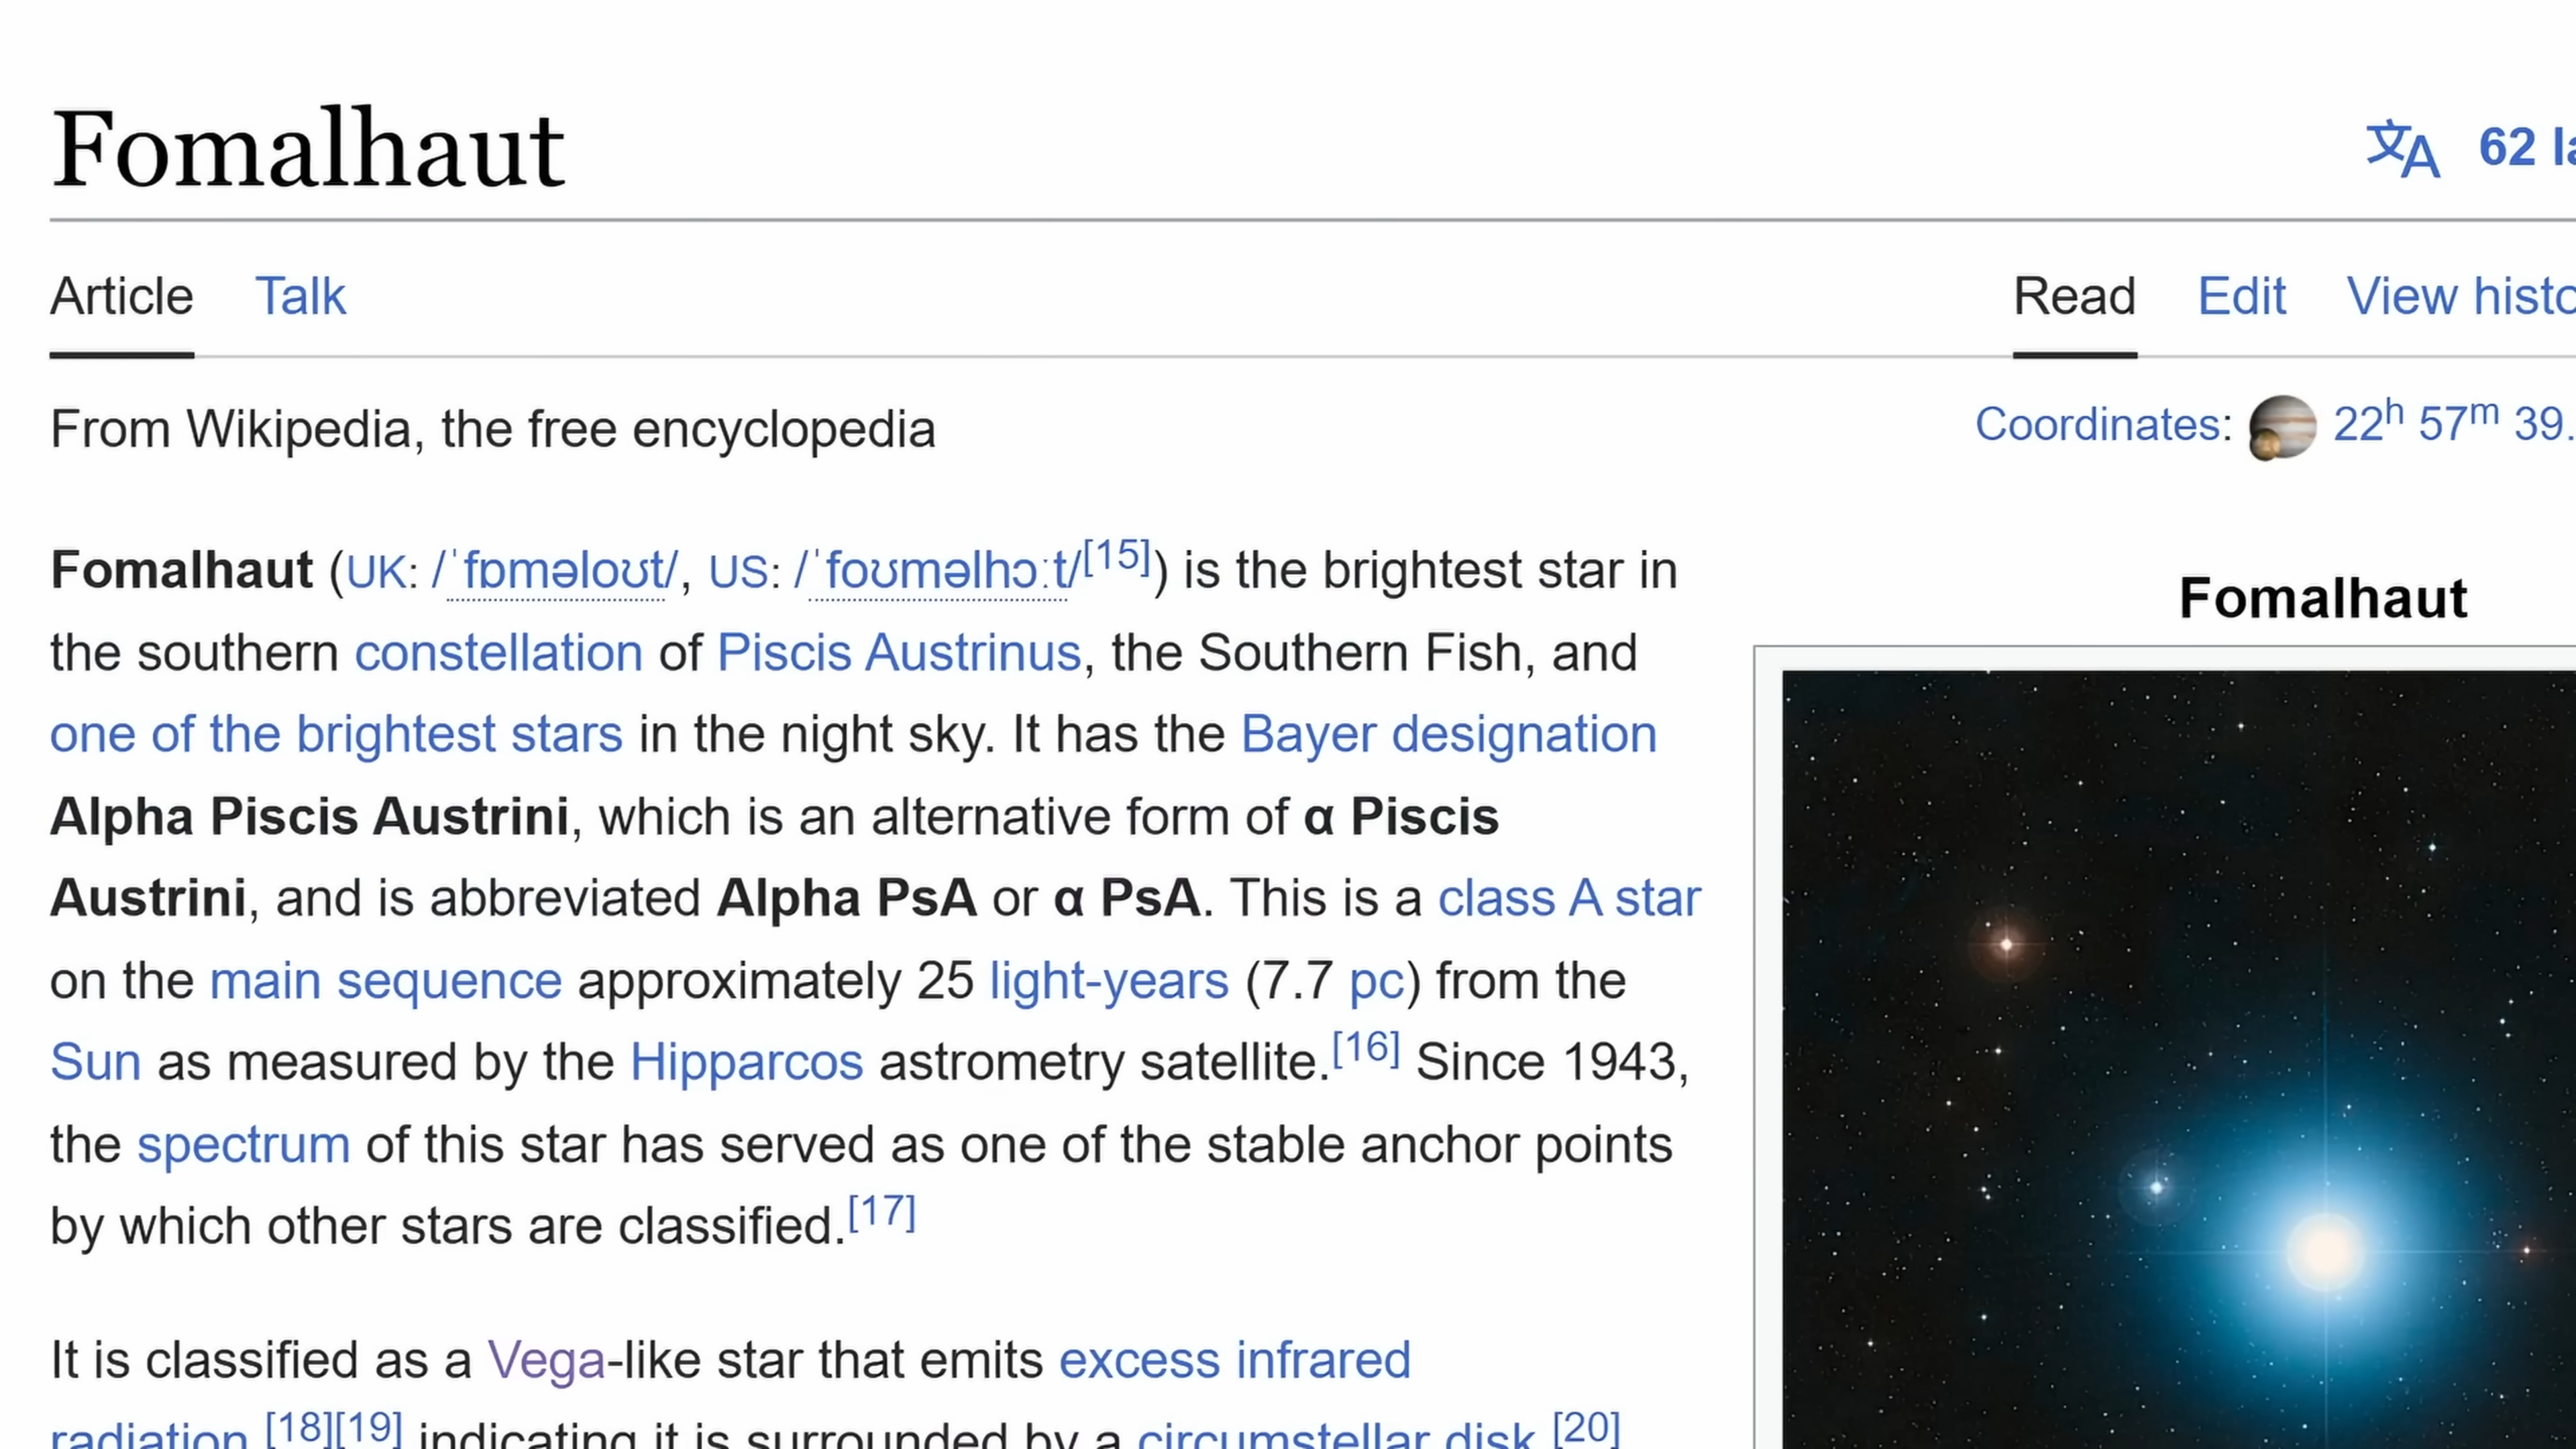 Fomalhaut
文A 62
Article Talk Read Edit View
From Wikipedia, the free encyclopedia
Coordinates: 22h 57m 39.
Fomalhaut (UK: /ˈfɒməloʊt/, US: /ˈfoʊməlhɔːt/[15]) is the brightest star in
the southern constellation of Piscis Austrinus, the Southern Fish, and
one of the brightest stars in the night sky. It has the Bayer designation
Alpha Piscis Austrini, which is an alternative form of α Piscis
Austrini, and is abbreviated Alpha PsA or α PsA. This is a class A star
on the main sequence approximately 25 light-years (7.7 pc) from the
Sun as measured by the Hipparcos astrometry satellite.[16] Since 1943,
the spectrum of this star has served as one of the stable anchor points
by which other stars are classified.[17]
It is classified as a Vega-like star that emits excess infrared
radiation,[18][19] indicating it is surrounded by a circumstellar disk.[20]
Fomalhaut